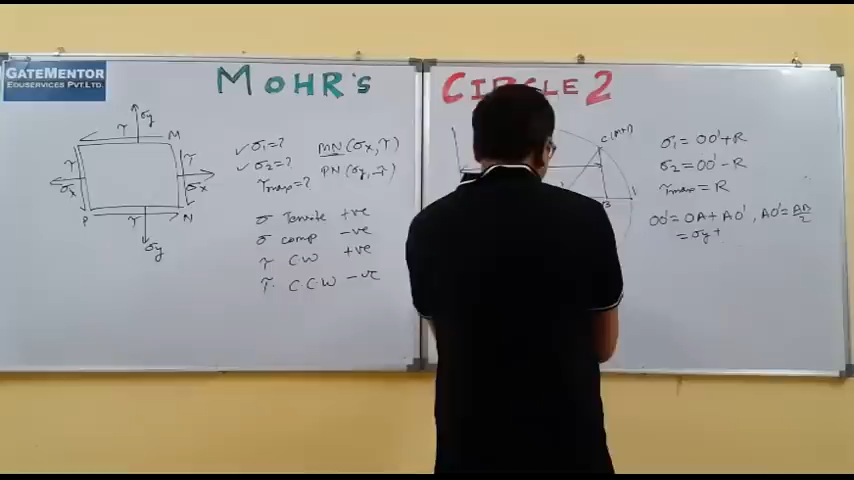 GATEMENTOR
EDUSERVICES PVT.LTD.
MOHR'S
CIRCLE 2
τ σy M
τ τ
σx σx
P τ N
σy
✓ σ1=? MN(σx,τ)
✓ σ2=? PN(σy,-τ)
τmax=?
σ Tensile +ve
σ comp -ve
τ CW +ve
τ CCW -ve
B
σ1 = OO'+R
σ2 = OO'-R
τmax = R
OO' = OA + AO', AO' = AB/2
= σy +